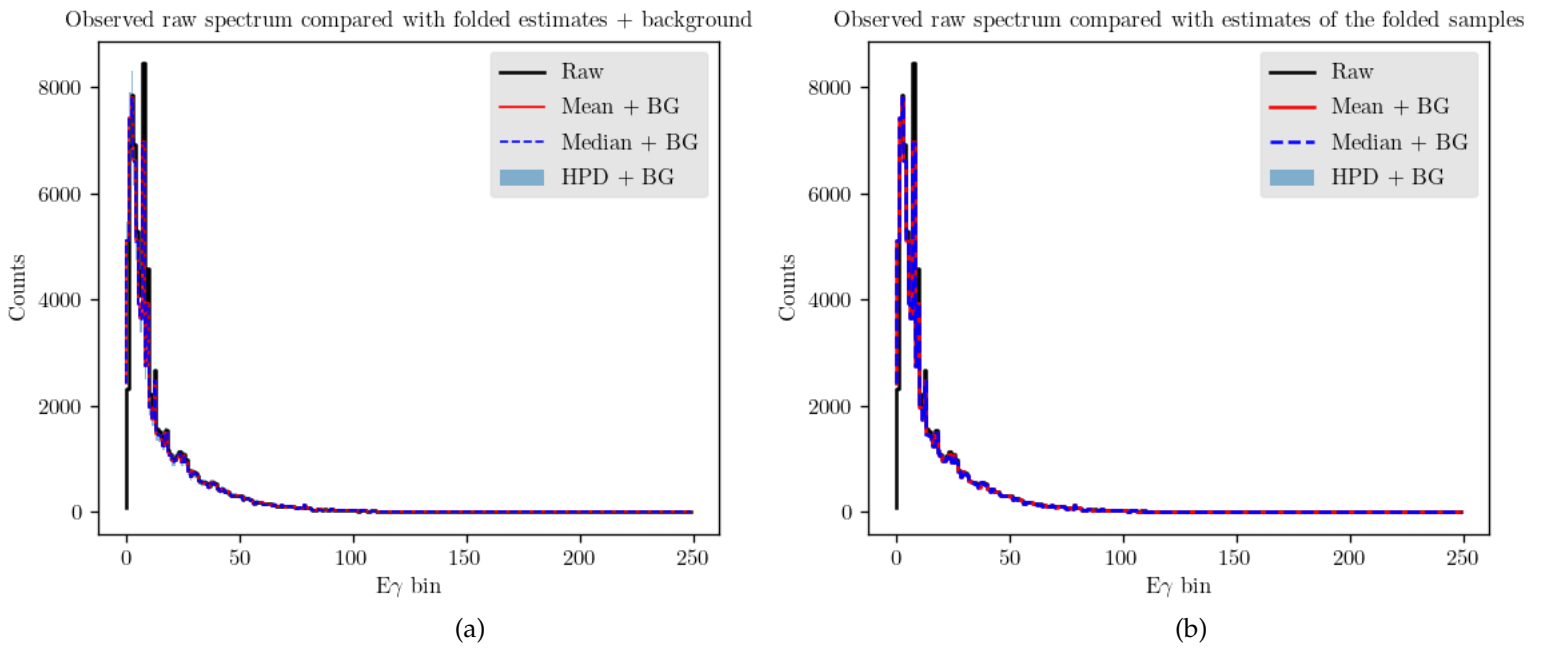 Observed raw spectrum compared with folded estimates + background
Raw
Mean + BG
Median + BG
HPD + BG
8000
6000
4000
2000
0
Counts
0 50 100 150 200 250
Eγ bin
(a)
Observed raw spectrum compared with estimates of the folded samples
Raw
Mean + BG
Median + BG
HPD + BG
8000
6000
4000
2000
0
Counts
0 50 100 150 200 250
Eγ bin
(b)